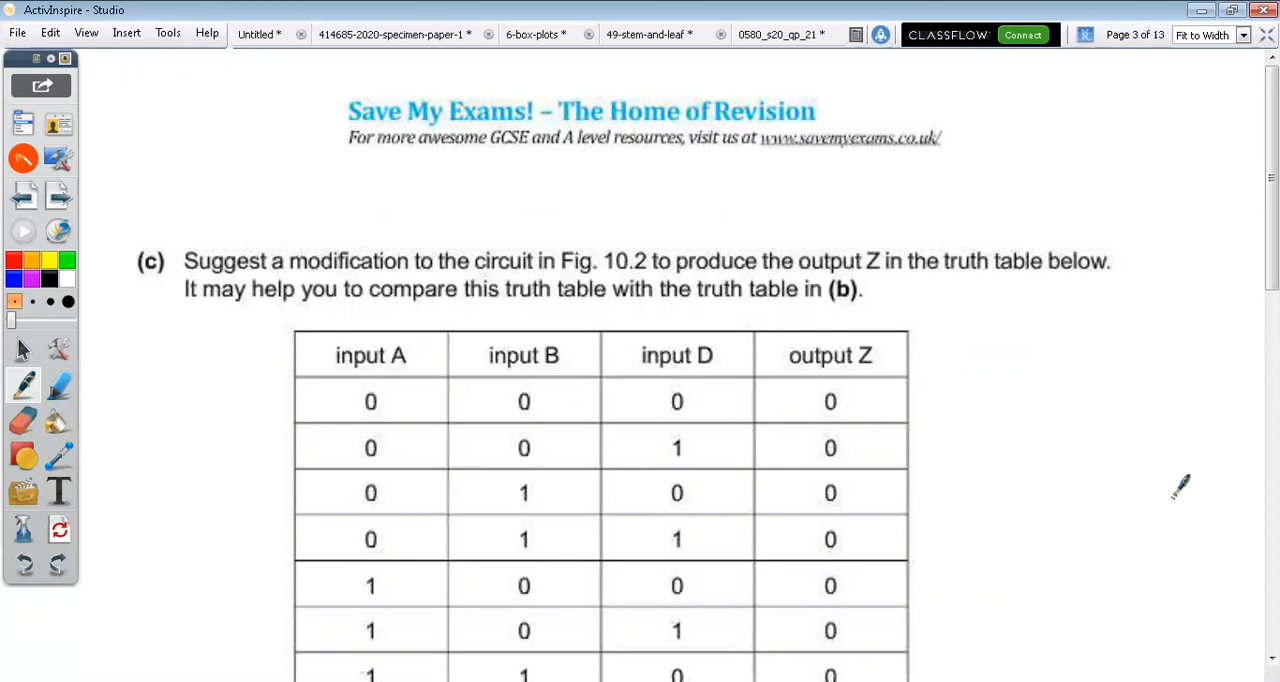 ActivInspire - Studio
File Edit View Insert Tools Help Untitled * 414685-2020-specimen-paper-1 * 6-box-plots * 49-stem-and-leaf * 0580_s20_qp_21 * CLASSFLOW Connect Page 3 of 13 Fit to Width
Save My Exams! – The Home of Revision
For more awesome GCSE and A level resources, visit us at www.savemyexams.co.uk/
(c) Suggest a modification to the circuit in Fig. 10.2 to produce the output Z in the truth table below.
It may help you to compare this truth table with the truth table in (b).
input A input B input D output Z
0 0 0 0
0 0 1 0
0 1 0 0
0 1 1 0
1 0 0 0
1 0 1 0
1 1 0 0